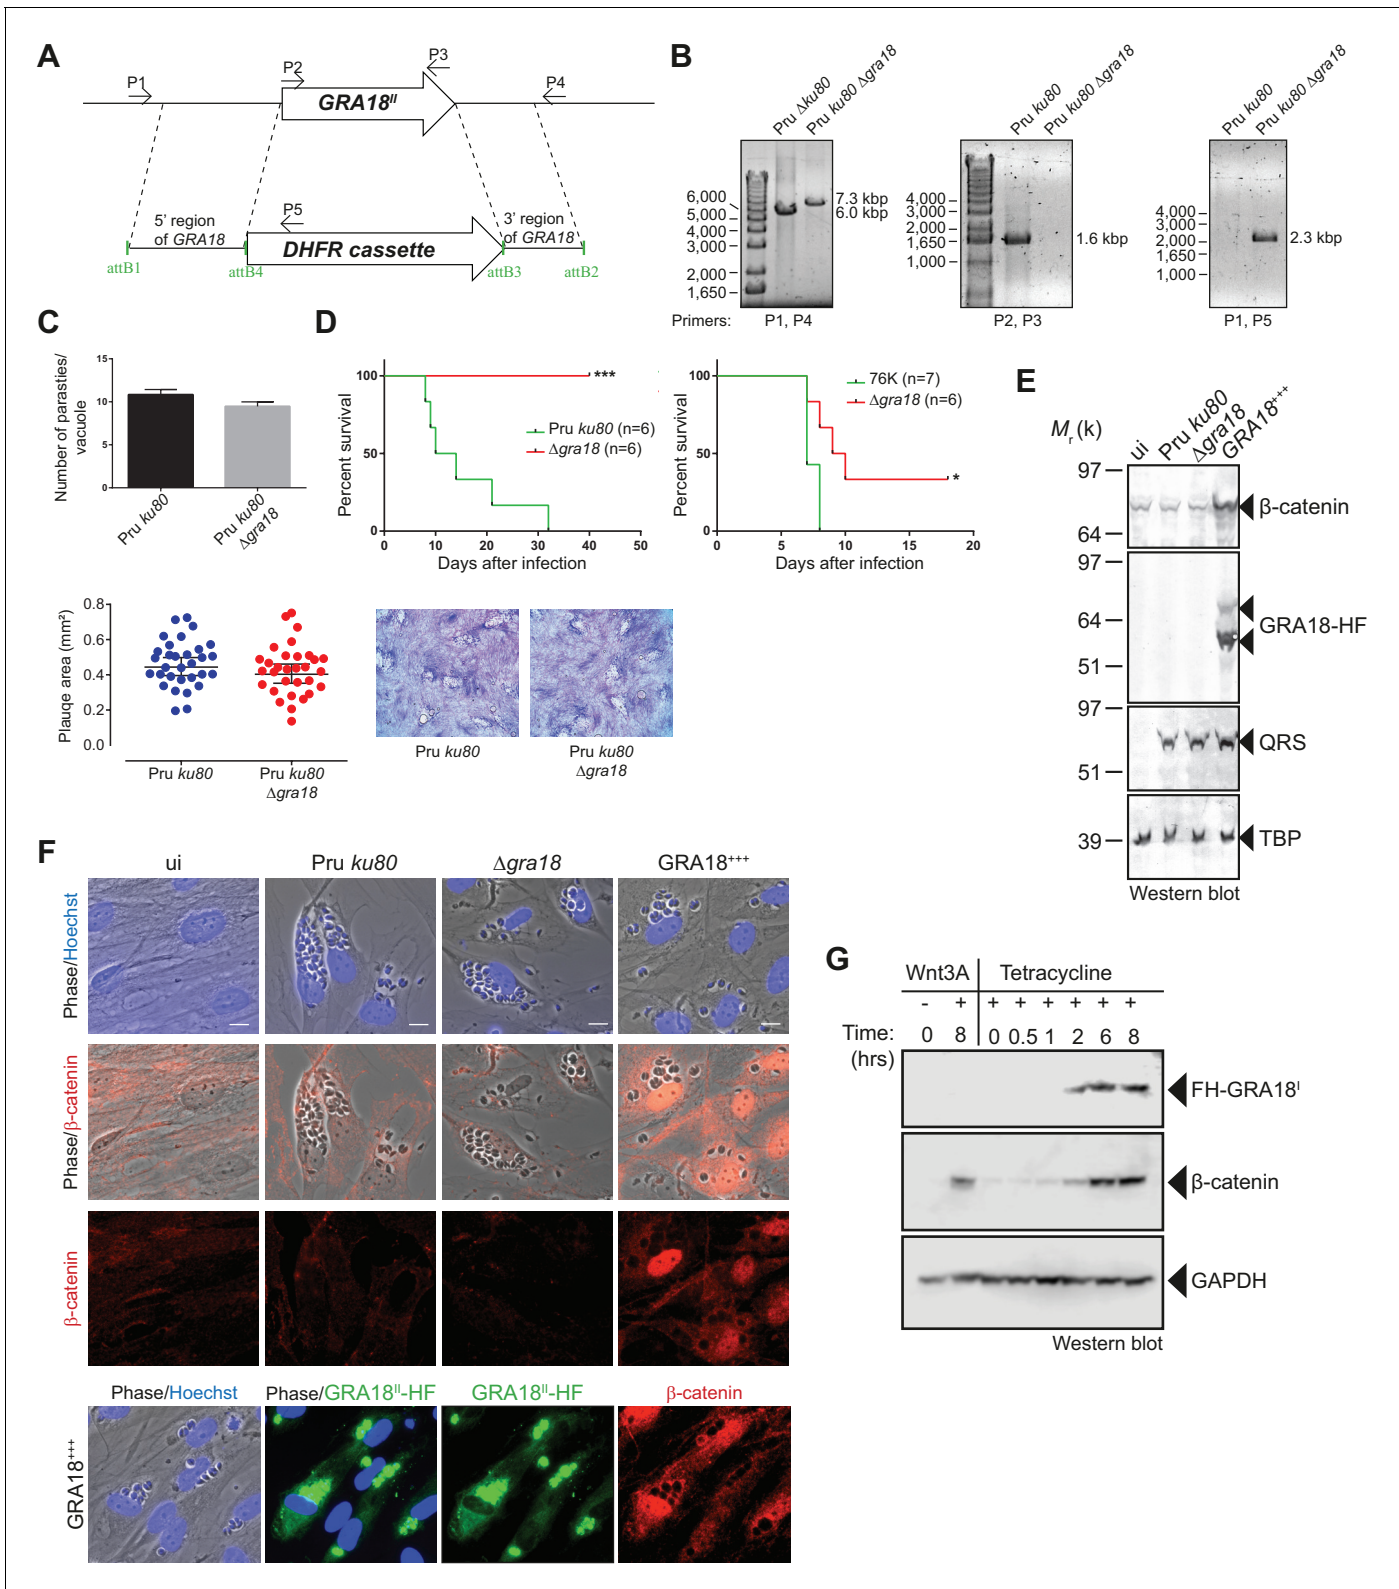 A
P1
P2
P3
P4
GRA18II
5' region
of GRA18
P5
DHFR cassette
3' region
of GRA18
attB1
attB4
attB3
attB2
B
Pru Δku80
Pru ku80 Δgra18
6,000
5,000
4,000
3,000
2,000
1,650
7.3 kbp
6.0 kbp
Primers:
P1, P4
Pru ku80
Pru ku80 Δgra18
4,000
3,000
2,000
1,650
1,000
1.6 kbp
P2, P3
Pru ku80
Pru ku80 Δgra18
4,000
3,000
2,000
1,650
1,000
2.3 kbp
P1, P5
C
Number of parasties/
vacuole
15
10
5
0
Pru ku80
Pru ku80
Δgra18
Plauqe area (mm²)
0.8
0.6
0.4
0.2
0.0
Pru ku80
Pru ku80
Δgra18
Pru ku80
Pru ku80
Δgra18
D
Percent survival
100
50
0
***
Pru ku80 (n=6)
Δgra18 (n=6)
0 10 20 30 40 50
Days after infection
Percent survival
100
50
0
76K (n=7)
Δgra18 (n=6)
*
0 5 10 15 20
Days after infection
E
Mr (k)
ui
Pru ku80
Δgra18
GRA18+++
97
64
β-catenin
97
64
51
GRA18-HF
97
51
QRS
39
TBP
Western blot
F
ui
Pru ku80
Δgra18
GRA18+++
Phase/Hoechst
Phase/β-catenin
β-catenin
Phase/Hoechst
Phase/GRA18II-HF
GRA18II-HF
β-catenin
GRA18+++
G
Wnt3A
Tetracycline
- + + + + + + +
Time:
(hrs)
0 8 0 0.5 1 2 6 8
FH-GRA18I
β-catenin
GAPDH
Western blot